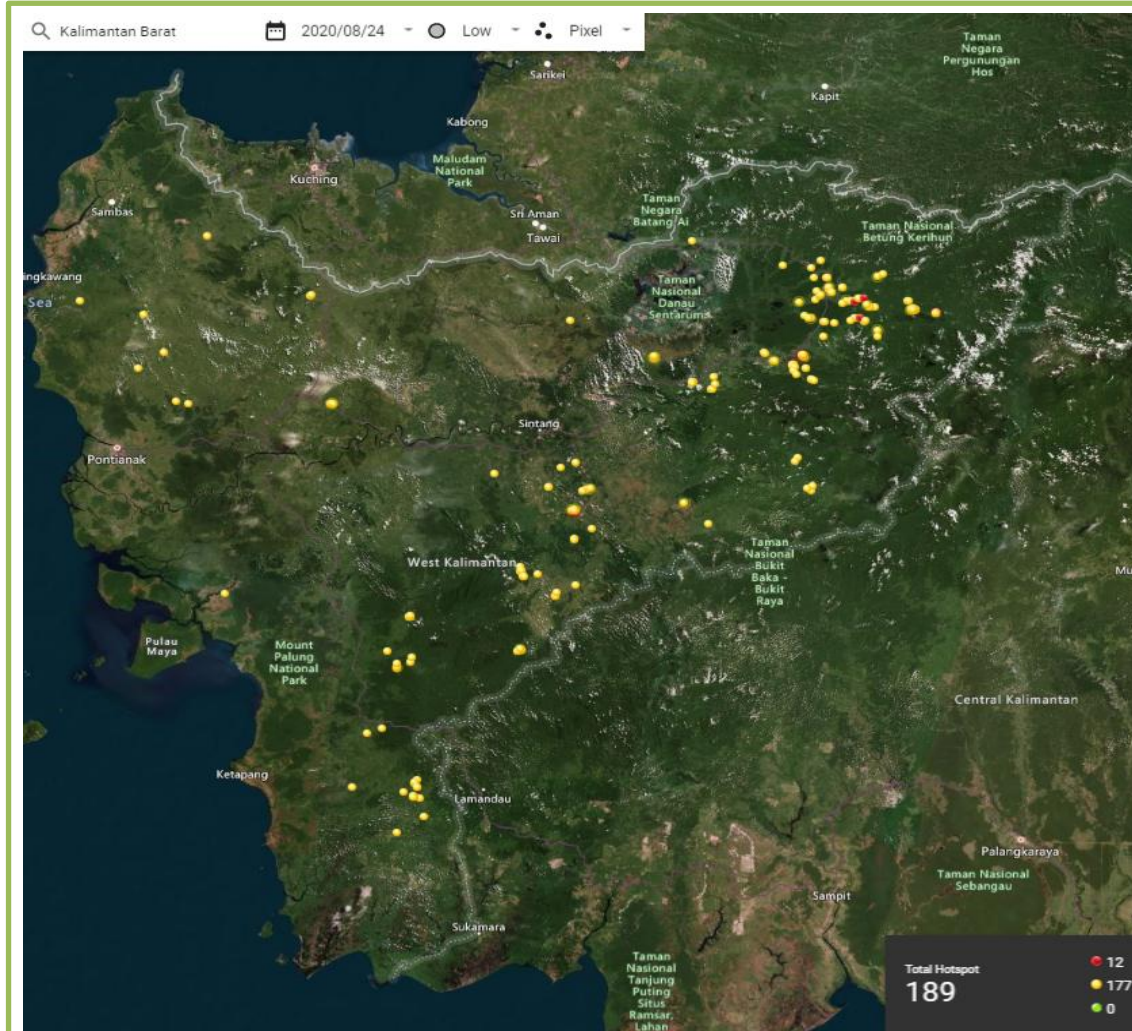 Kalimantan Barat 2020/08/24 Low Pixel
Taman
Negara
Pergunungan
Hos
Sarikei
Kapit
Kabong
Maludam
National
Park
Kuching
Sambas
Sri Aman
Tawai
Taman
Negara
Batang Ai
Taman Nasional
Betung Kerihun
ingkawang
Sea
Taman
Nasional
Danau
Sentarum
Sintang
Pontianak
West Kalimantan
Taman
Nasional
Bukit
Baka -
Bukit
Raya
Mu
Pulau
Maya
Mount
Palung
National
Park
Central Kalimantan
Ketapang
Lamandau
Palangkaraya
Taman Nasional
Sebangau
Sampit
Sukamara
Taman
Nasional
Tanjung
Puting
Situs
Ramsar,
Lahan
Total Hotspot
189
12
177
0